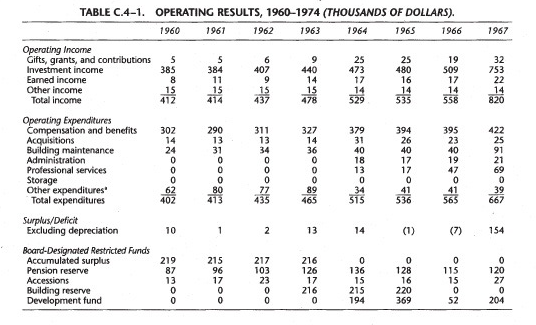 TABLE C.4–1. OPERATING RESULTS, 1960–1974 (THOUSANDS OF DOLLARS).
1960 1961 1962 1963 1964 1965 1966 1967
Operating Income
Gifts, grants, and contributions 5 5 6 9 25 25 19 32
Investment income 385 384 407 440 473 480 509 753
Earned income 8 11 9 14 17 16 17 22
Other income 15 15 15 15 14 14 14 14
Total income 412 414 437 478 529 535 558 820
Operating Expenditures
Compensation and benefits 302 290 311 327 379 394 395 422
Acquisitions 14 13 13 14 31 26 23 25
Building maintenance 24 31 34 36 40 40 40 91
Administration 0 0 0 0 18 17 19 21
Professional services 0 0 0 0 13 17 47 69
Storage 0 0 0 0 0 0 0 0
Other expendituresᵃ 62 80 77 89 34 41 41 39
Total expenditures 402 413 435 465 515 536 565 667
Surplus/Deficit
Excluding depreciation 10 1 2 13 14 (1) (7) 154
Board-Designated Restricted Funds
Accumulated surplus 219 215 217 216 0 0 0 0
Pension reserve 87 96 103 126 136 128 115 120
Accessions 13 17 23 17 15 16 15 27
Building reserve 0 0 0 216 215 220 0 0
Development fund 0 0 0 0 194 369 52 204